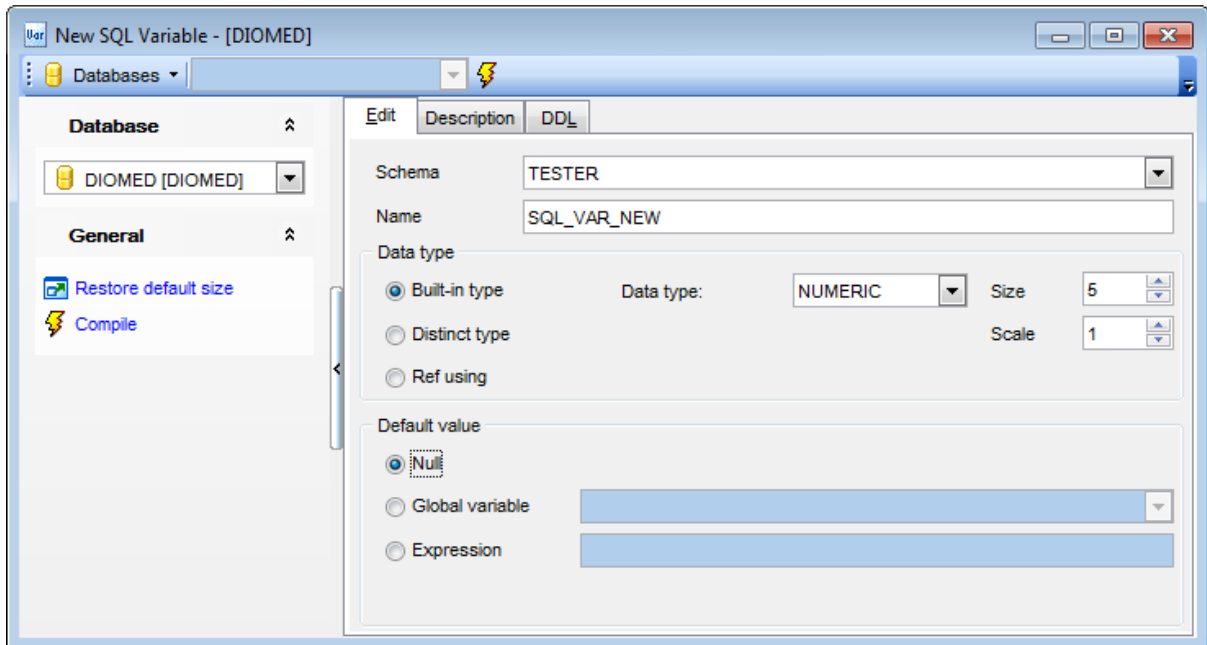 Var New SQL Variable - [DIOMED]
Databases
Database
DIOMED [DIOMED]
General
Restore default size
Compile
Edit Description DDL
Schema TESTER
Name SQL_VAR_NEW
Data type
Built-in type Data type: NUMERIC Size 5
Distinct type Scale 1
Ref using
Default value
Null
Global variable
Expression